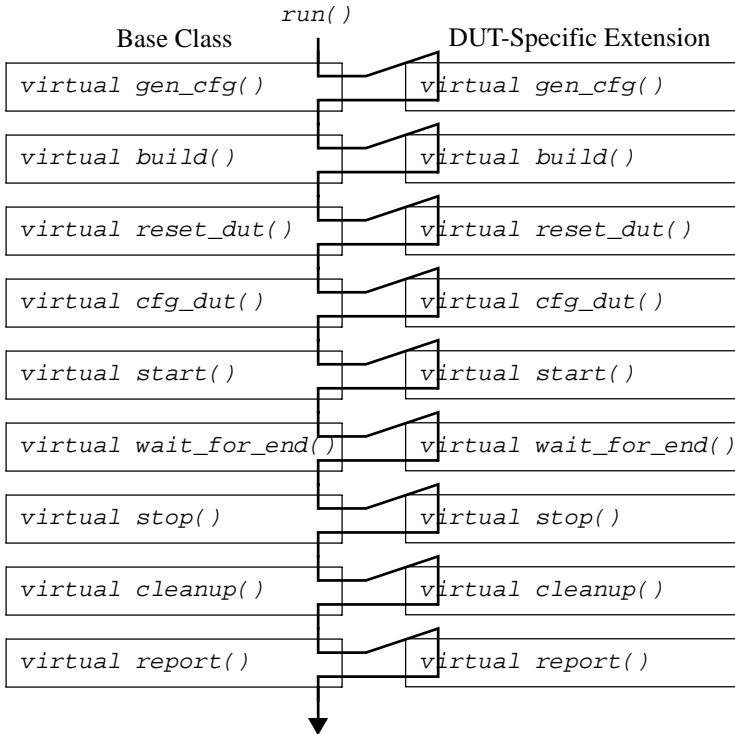 run()
Base Class DUT-Specific Extension
virtual gen_cfg() virtual gen_cfg()
virtual build() virtual build()
virtual reset_dut() virtual reset_dut()
virtual cfg_dut() virtual cfg_dut()
virtual start() virtual start()
virtual wait_for_end() virtual wait_for_end()
virtual stop() virtual stop()
virtual cleanup() virtual cleanup()
virtual report() virtual report()